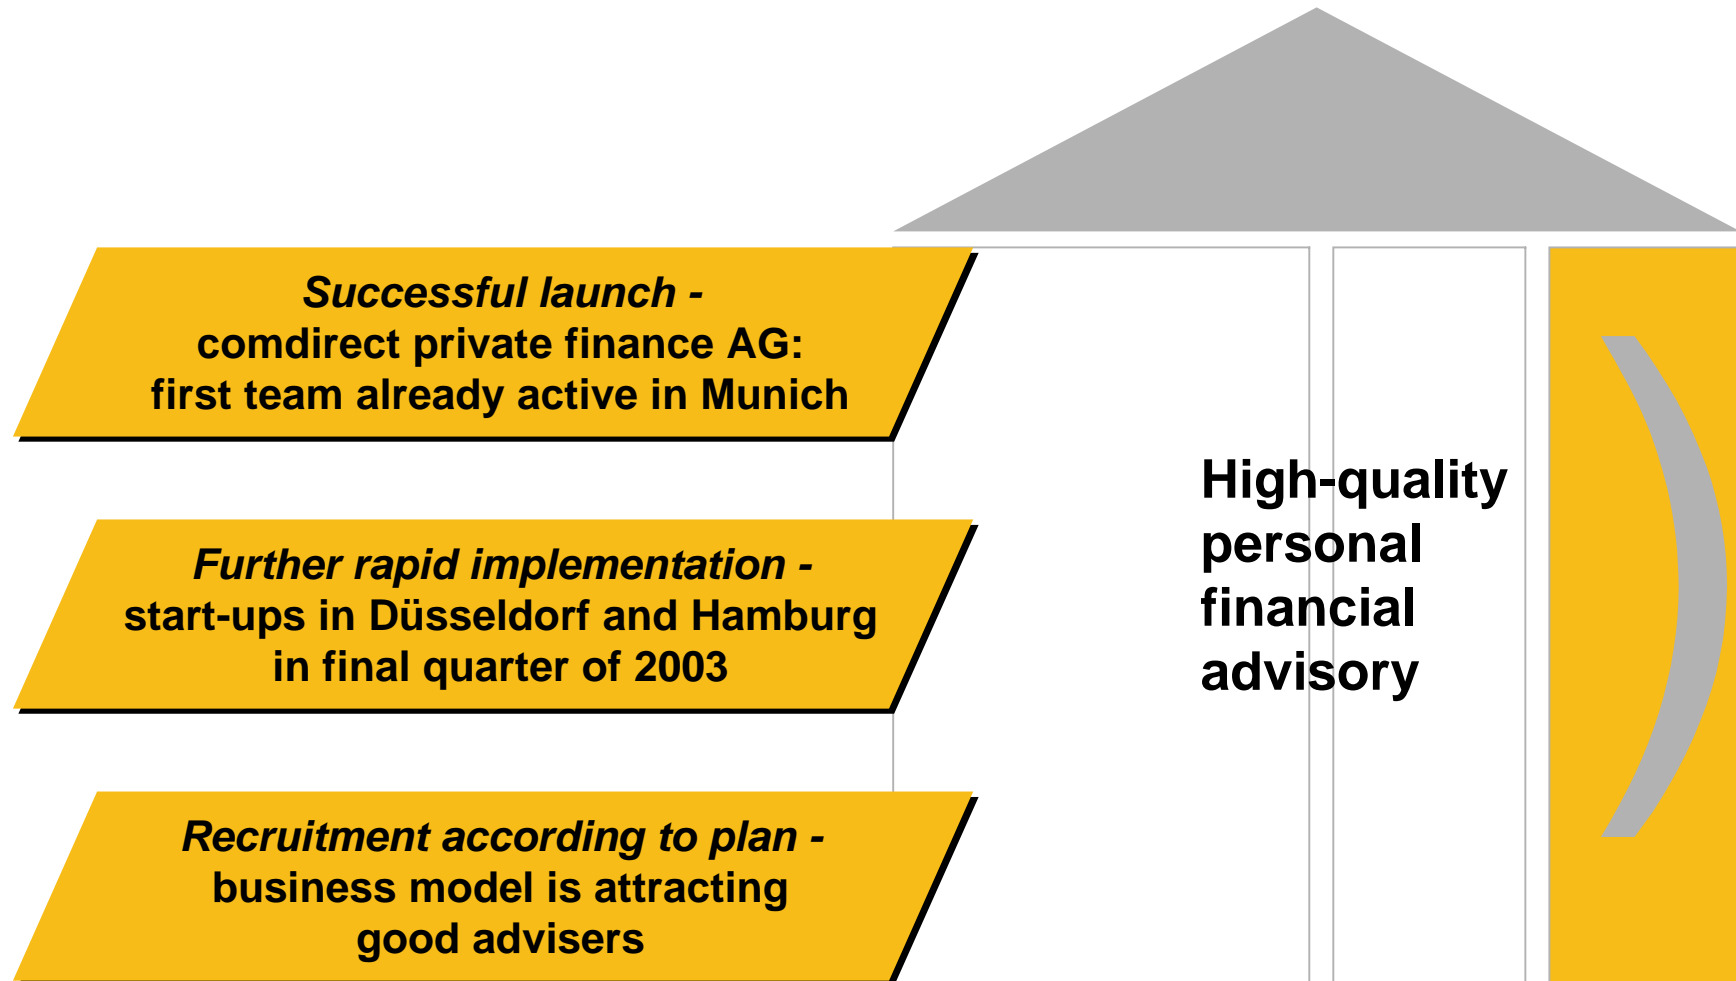 Successful launch -
comdirect private finance AG:
first team already active in Munich
Further rapid implementation -
start-ups in Düsseldorf and Hamburg
in final quarter of 2003
Recruitment according to plan -
business model is attracting
good advisers
High-quality
personal
financial
advisory